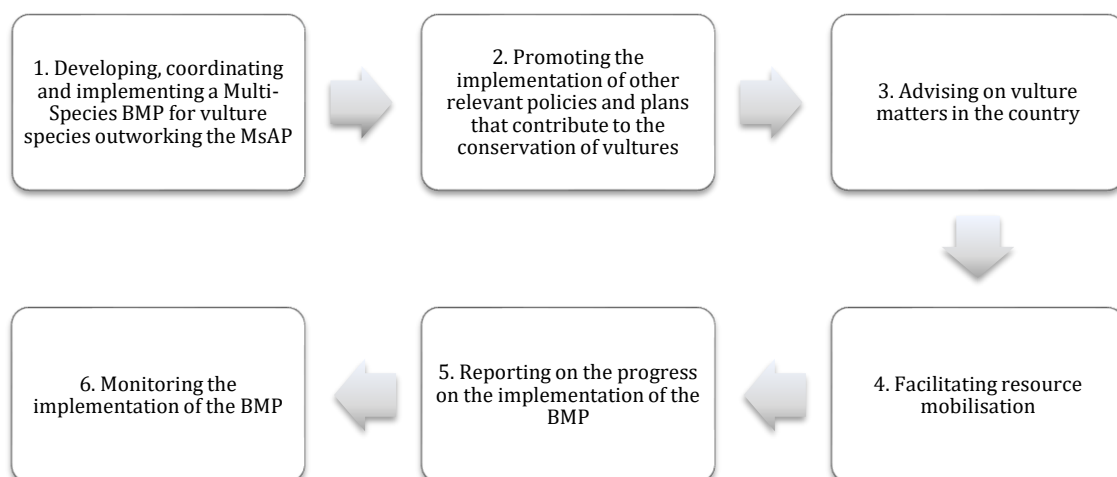 1. Developing, coordinating
and implementing a Multi-
Species BMP for vulture
species outworking the MsAP
2. Promoting the
implementation of other
relevant policies and plans
that contribute to the
conservation of vultures
3. Advising on vulture
matters in the country
4. Facilitating resource
mobilisation
5. Reporting on the progress
on the implementation of the
BMP
6. Monitoring the
implementation of the BMP